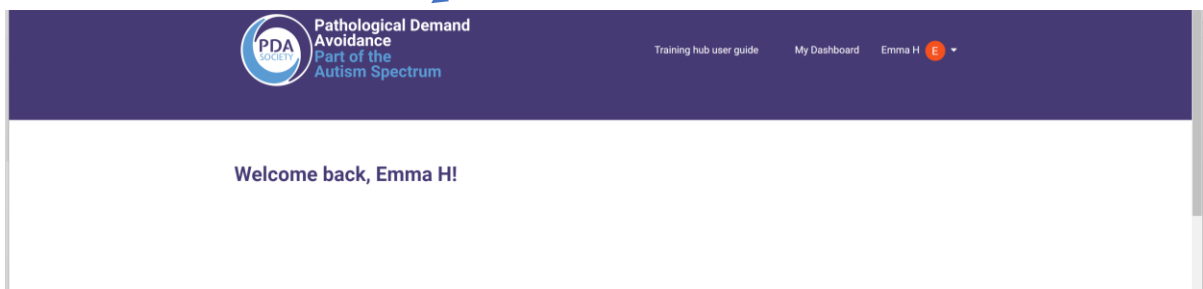 PDA
SOCIETY
Pathological Demand
Avoidance
Part of the
Autism Spectrum
Training hub user guide My Dashboard Emma H E
Welcome back, Emma H!